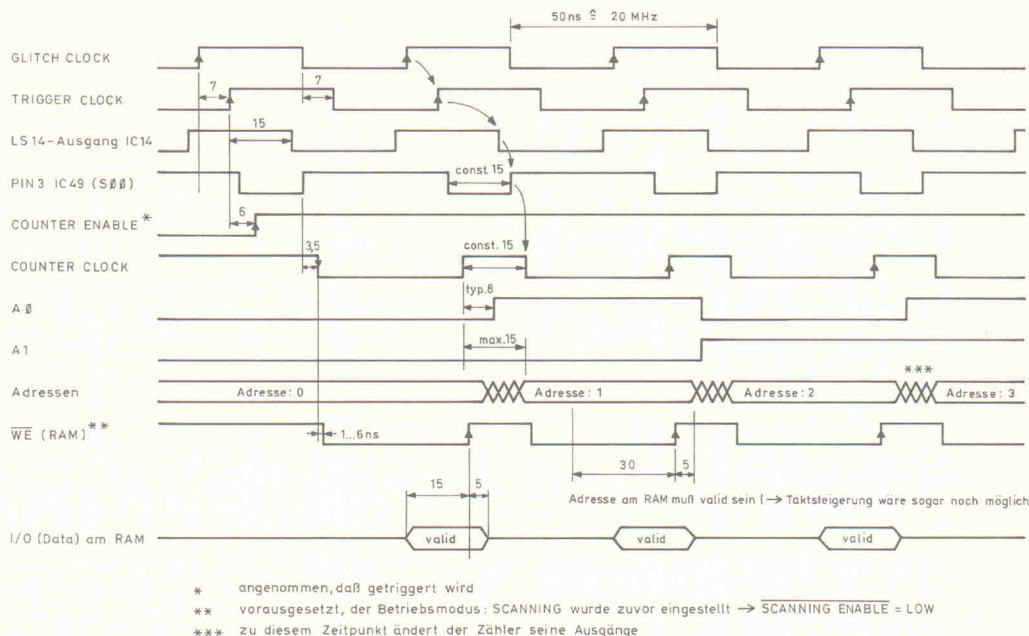 50ns ≙ 20 MHz
GLITCH CLOCK
7
7
TRIGGER CLOCK
15
LS14-Ausgang IC14
const. 15
PIN3 IC49 (SØØ)
6
COUNTER ENABLE*
3,5
const. 15
COUNTER CLOCK
typ. 8
AØ
max. 15
A1
***
Adressen
Adresse: 0
Adresse: 1
Adresse: 2
Adresse: 3
WE (RAM)**
1...6ns
30
5
15
5
Adresse am RAM muß valid sein (→ Taktsteigerung wäre sogar noch möglich
I/O (Data) am RAM
valid
valid
valid
* angenommen, daß getriggert wird
** vorausgesetzt, der Betriebsmodus: SCANNING wurde zuvor eingestellt → SCANNING ENABLE = LOW
*** zu diesem Zeitpunkt ändert der Zähler seine Ausgänge